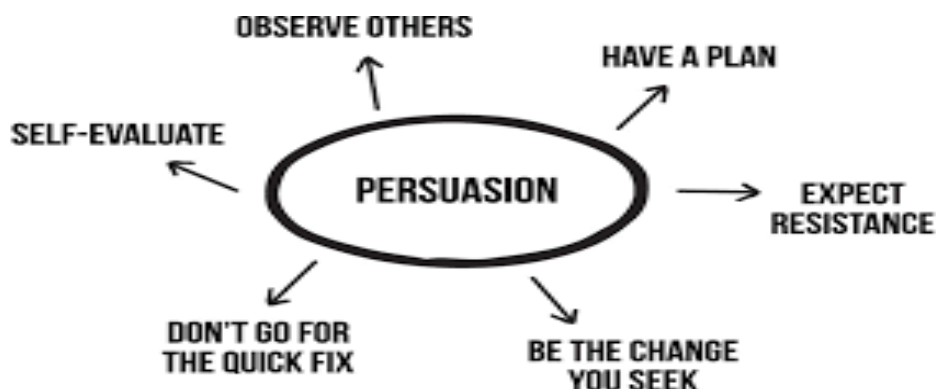 OBSERVE OTHERS
HAVE A PLAN
SELF-EVALUATE
PERSUASION
EXPECT
RESISTANCE
DON'T GO FOR
THE QUICK FIX
BE THE CHANGE
YOU SEEK